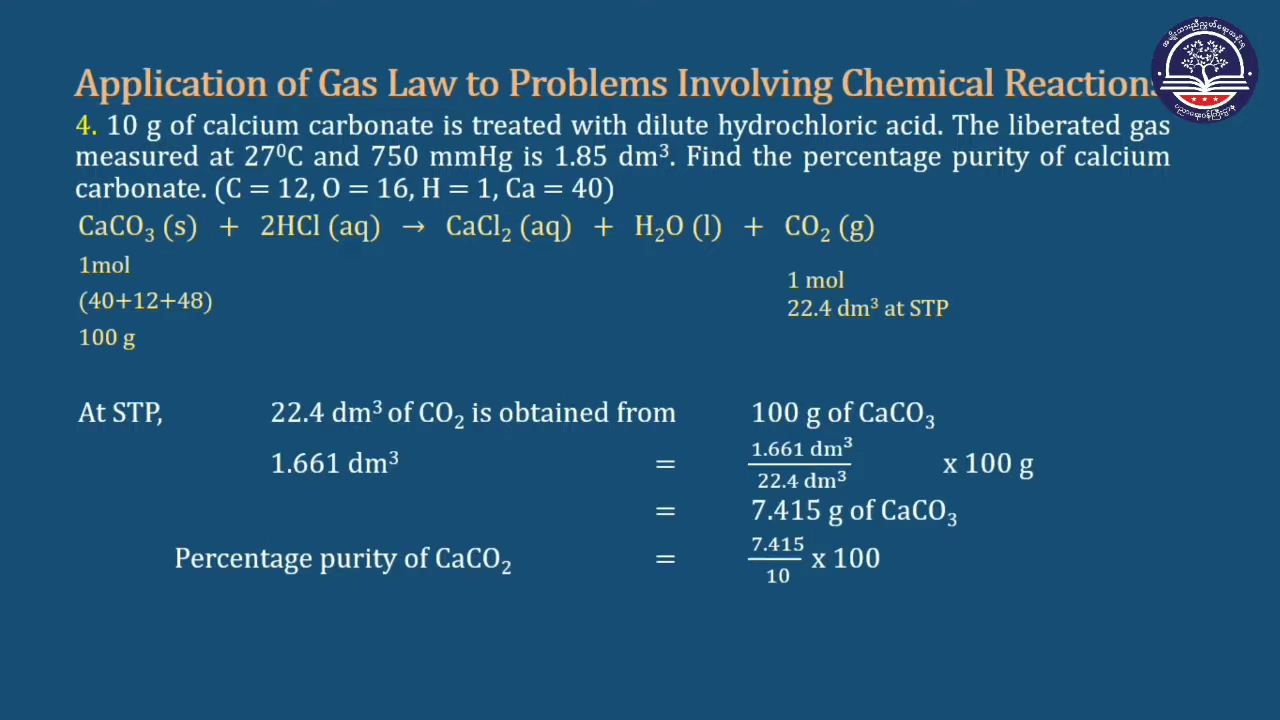 Application of Gas Law to Problems Involving Chemical Reactions
4. 10 g of calcium carbonate is treated with dilute hydrochloric acid. The liberated gas
measured at 27⁰C and 750 mmHg is 1.85 dm³. Find the percentage purity of calcium
carbonate. (C = 12, O = 16, H = 1, Ca = 40)
CaCO₃ (s) + 2HCl (aq) → CaCl₂ (aq) + H₂O (l) + CO₂ (g)
1mol
1 mol
(40+12+48)
22.4 dm³ at STP
100 g
At STP, 22.4 dm³ of CO₂ is obtained from 100 g of CaCO₃
1.661 dm³ = 1.661 dm³ / 22.4 dm³ x 100 g
= 7.415 g of CaCO₃
Percentage purity of CaCO₂ = 7.415 / 10 x 100